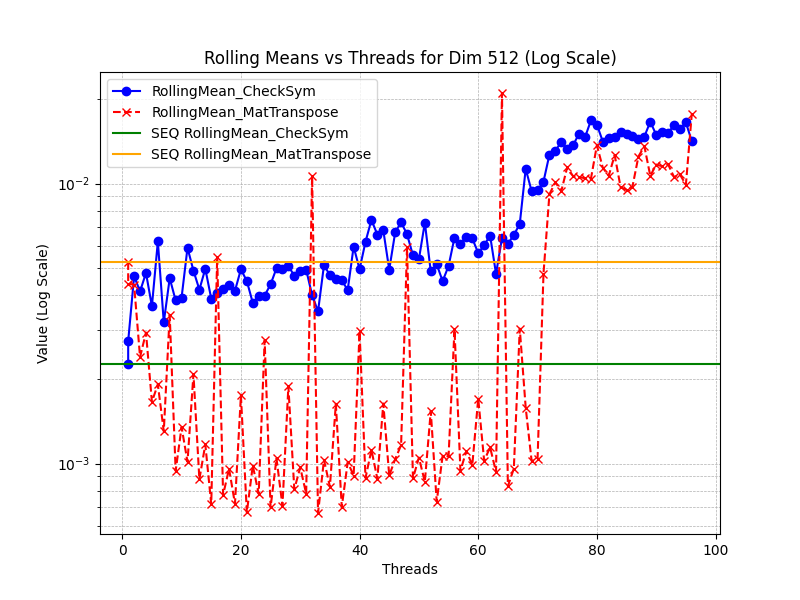 Rolling Means vs Threads for Dim 512 (Log Scale)
RollingMean_CheckSym
RollingMean_MatTranspose
SEQ RollingMean_CheckSym
SEQ RollingMean_MatTranspose
Value (Log Scale)
10⁻²
10⁻³
0 20 40 60 80 100
Threads